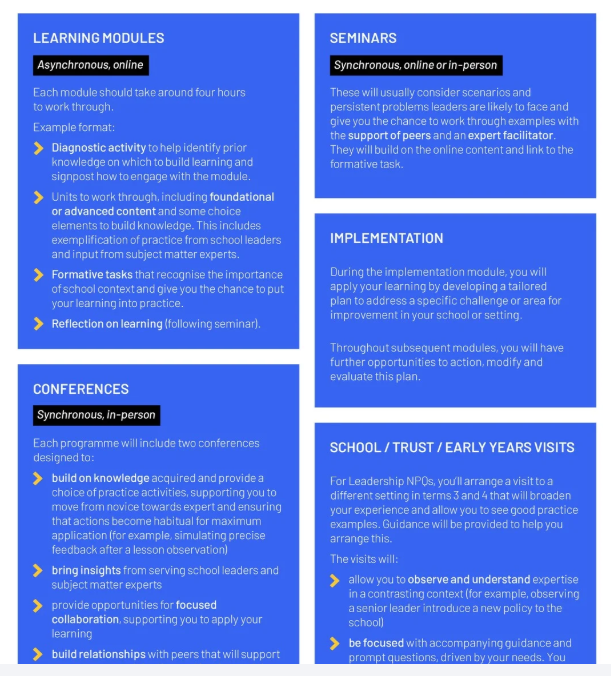 LEARNING MODULES
Asynchronous, online
Each module should take around four hours
to work through.
Example format:
Diagnostic activity to help identify prior
knowledge on which to build learning and
signpost how to engage with the module.
Units to work through, including foundational
or advanced content and some choice
elements to build knowledge. This includes
exemplification of practice from school leaders
and input from subject matter experts.
Formative tasks that recognise the importance
of school context and give you the chance to put
your learning into practice.
Reflection on learning (following seminar).
CONFERENCES
Synchronous, in-person
Each programme will include two conferences
designed to:
build on knowledge acquired and provide a
choice of practice activities, supporting you to
move from novice towards expert and ensuring
that actions become habitual for maximum
application (for example, simulating precise
feedback after a lesson observation)
bring insights from serving school leaders and
subject matter experts
provide opportunities for focused
collaboration, supporting you to apply your
learning
build relationships with peers that will support
SEMINARS
Synchronous, online or in-person
These will usually consider scenarios and
persistent problems leaders are likely to face and
give you the chance to work through examples with
the support of peers and an expert facilitator.
They will build on the online content and link to the
formative task.
IMPLEMENTATION
During the implementation module, you will
apply your learning by developing a tailored
plan to address a specific challenge or area for
improvement in your school or setting.
Throughout subsequent modules, you will have
further opportunities to action, modify and
evaluate this plan.
SCHOOL / TRUST / EARLY YEARS VISITS
For Leadership NPQs, you'll arrange a visit to a
different setting in terms 3 and 4 that will broaden
your experience and allow you to see good practice
examples. Guidance will be provided to help you
arrange this.
The visits will:
allow you to observe and understand expertise
in a contrasting context (for example, observing
a senior leader introduce a new policy to the
school)
be focused with accompanying guidance and
prompt questions, driven by your needs. You